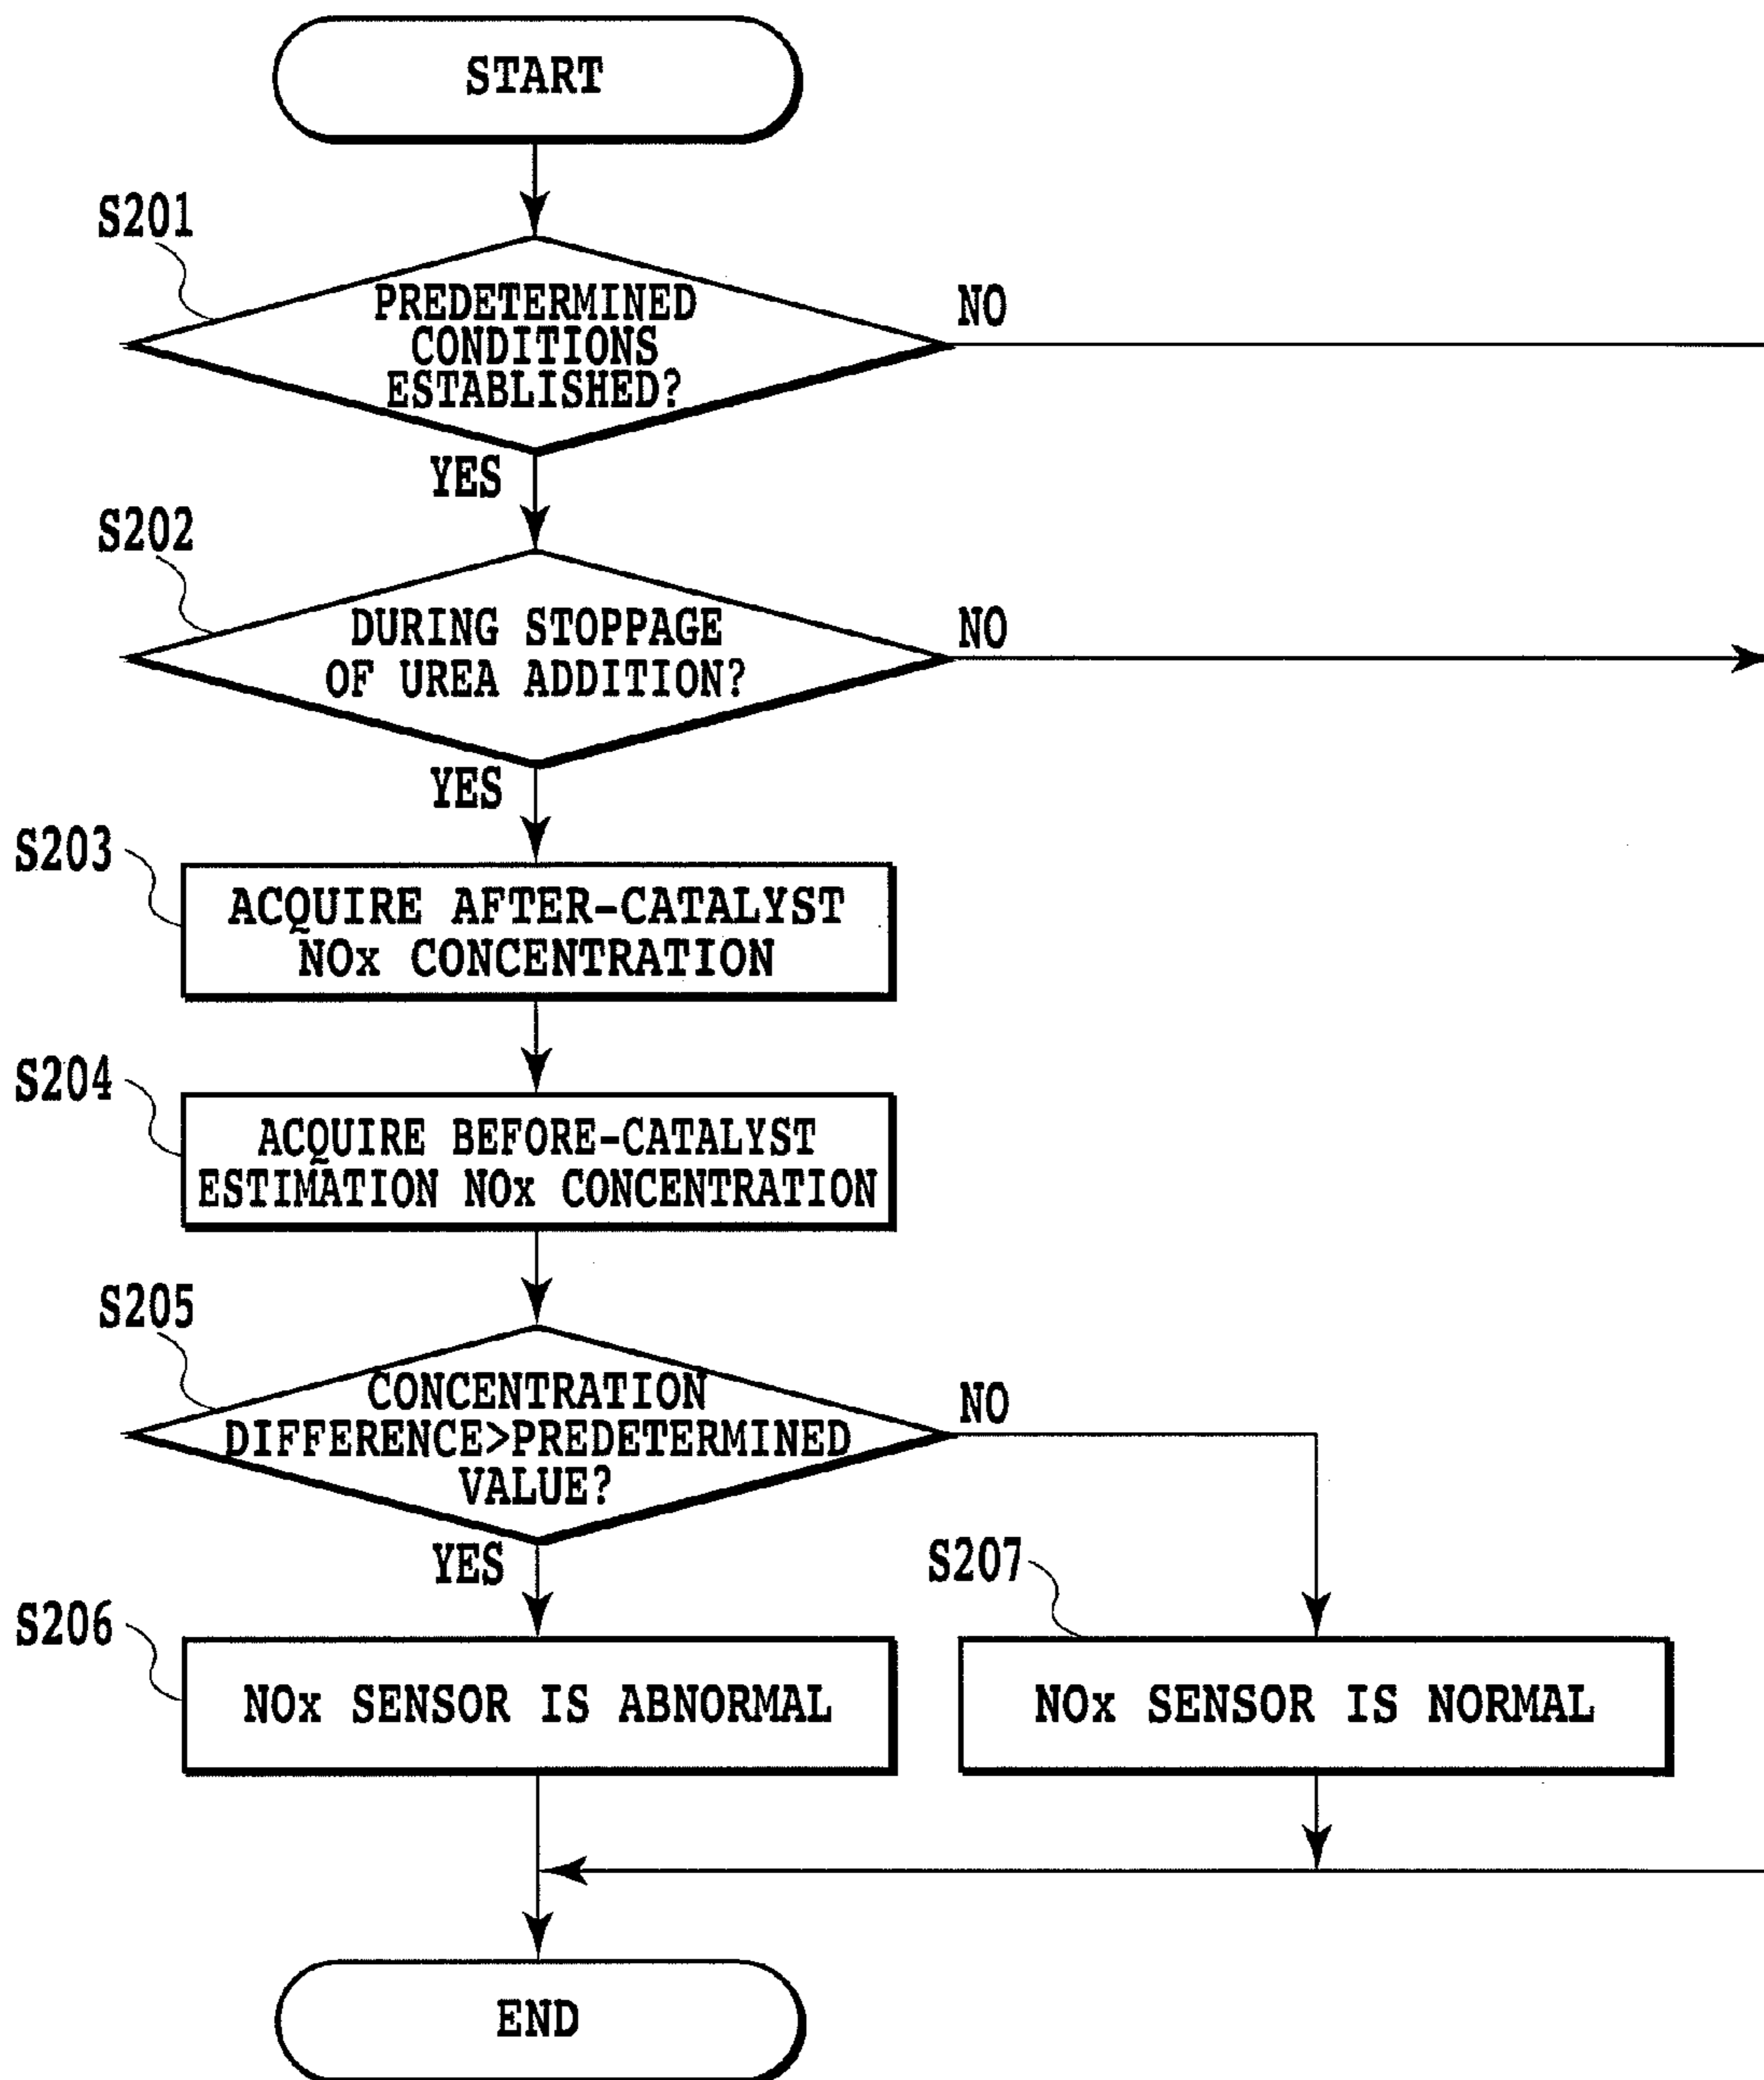 START
S201
PREDETERMINED
CONDITIONS
ESTABLISHED?
NO
YES
S202
DURING STOPPAGE
OF UREA ADDITION?
NO
YES
S203
ACQUIRE AFTER-CATALYST
NOx CONCENTRATION
S204
ACQUIRE BEFORE-CATALYST
ESTIMATION NOx CONCENTRATION
S205
CONCENTRATION
DIFFERENCE>PREDETERMINED
VALUE?
NO
YES
S206
NOx SENSOR IS ABNORMAL
S207
NOx SENSOR IS NORMAL
END